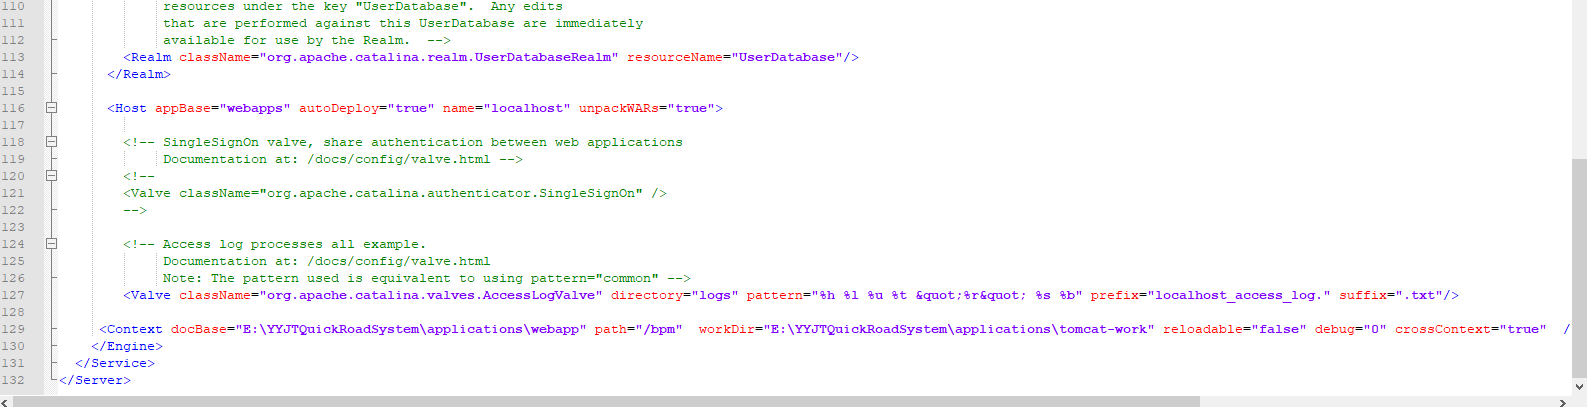 110 resources under the key "UserDatabase".  Any edits
111 that are performed against this UserDatabase are immediately
112 available for use by the Realm.  -->
113 <Realm className="org.apache.catalina.realm.UserDatabaseRealm" resourceName="UserDatabase"/>
114 </Realm>
115
116 <Host appBase="webapps" autoDeploy="true" name="localhost" unpackWARs="true">
117
118 <!-- SingleSignOn valve, share authentication between web applications
119 Documentation at: /docs/config/valve.html -->
120 <!--
121 <Valve className="org.apache.catalina.authenticator.SingleSignOn" />
122 -->
123
124 <!-- Access log processes all example.
125 Documentation at: /docs/config/valve.html
126 Note: The pattern used is equivalent to using pattern="common" -->
127 <Valve className="org.apache.catalina.valves.AccessLogValve" directory="logs" pattern="%h %l %u %t &quot;%r&quot; %s %b" prefix="localhost_access_log." suffix=".txt"/>
128
129 <Context docBase="E:\YYJTQuickRoadSystem\applications\webapp" path="/bpm"  workDir="E:\YYJTQuickRoadSystem\applications\tomcat-work" reloadable="false" debug="0" crossContext="true"  /
130 </Engine>
131 </Service>
132 </Server>